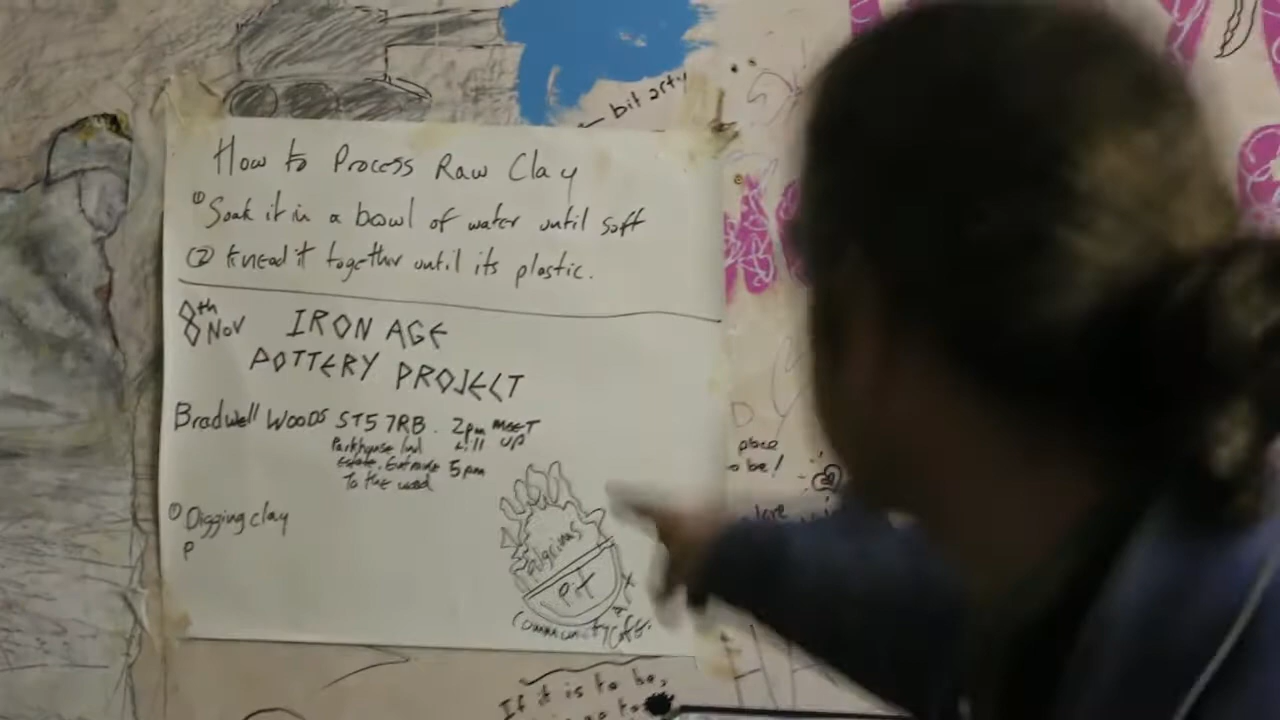 ← bit arty
How to Process Raw Clay
① Soak it in a bowl of water until soft
② Knead it together until its plastic.
8th Nov
IRON AGE
POTTERY PROJECT
Bradwell Woods ST5 7RB. 2pm MEET UP
till
5pm
Parkhouse Ind
Estate. Entrance
To the wood
① Digging clay
P
Pilgrims
Pit
Community
place
to be!
love
If it is to be,